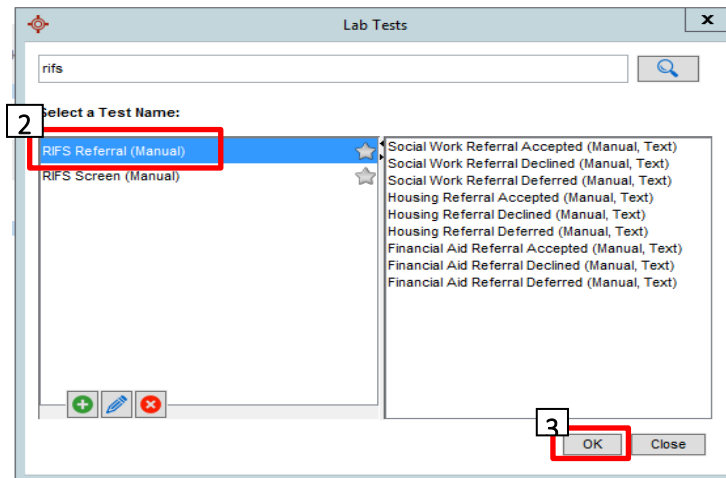 Lab Tests
x
rifs
Select a Test Name:
2
RIFS Referral (Manual)
RIFS Screen (Manual)
Social Work Referral Accepted (Manual, Text)
Social Work Referral Declined (Manual, Text)
Social Work Referral Deferred (Manual, Text)
Housing Referral Accepted (Manual, Text)
Housing Referral Declined (Manual, Text)
Housing Referral Deferred (Manual, Text)
Financial Aid Referral Accepted (Manual, Text)
Financial Aid Referral Declined (Manual, Text)
Financial Aid Referral Deferred (Manual, Text)
3
OK
Close